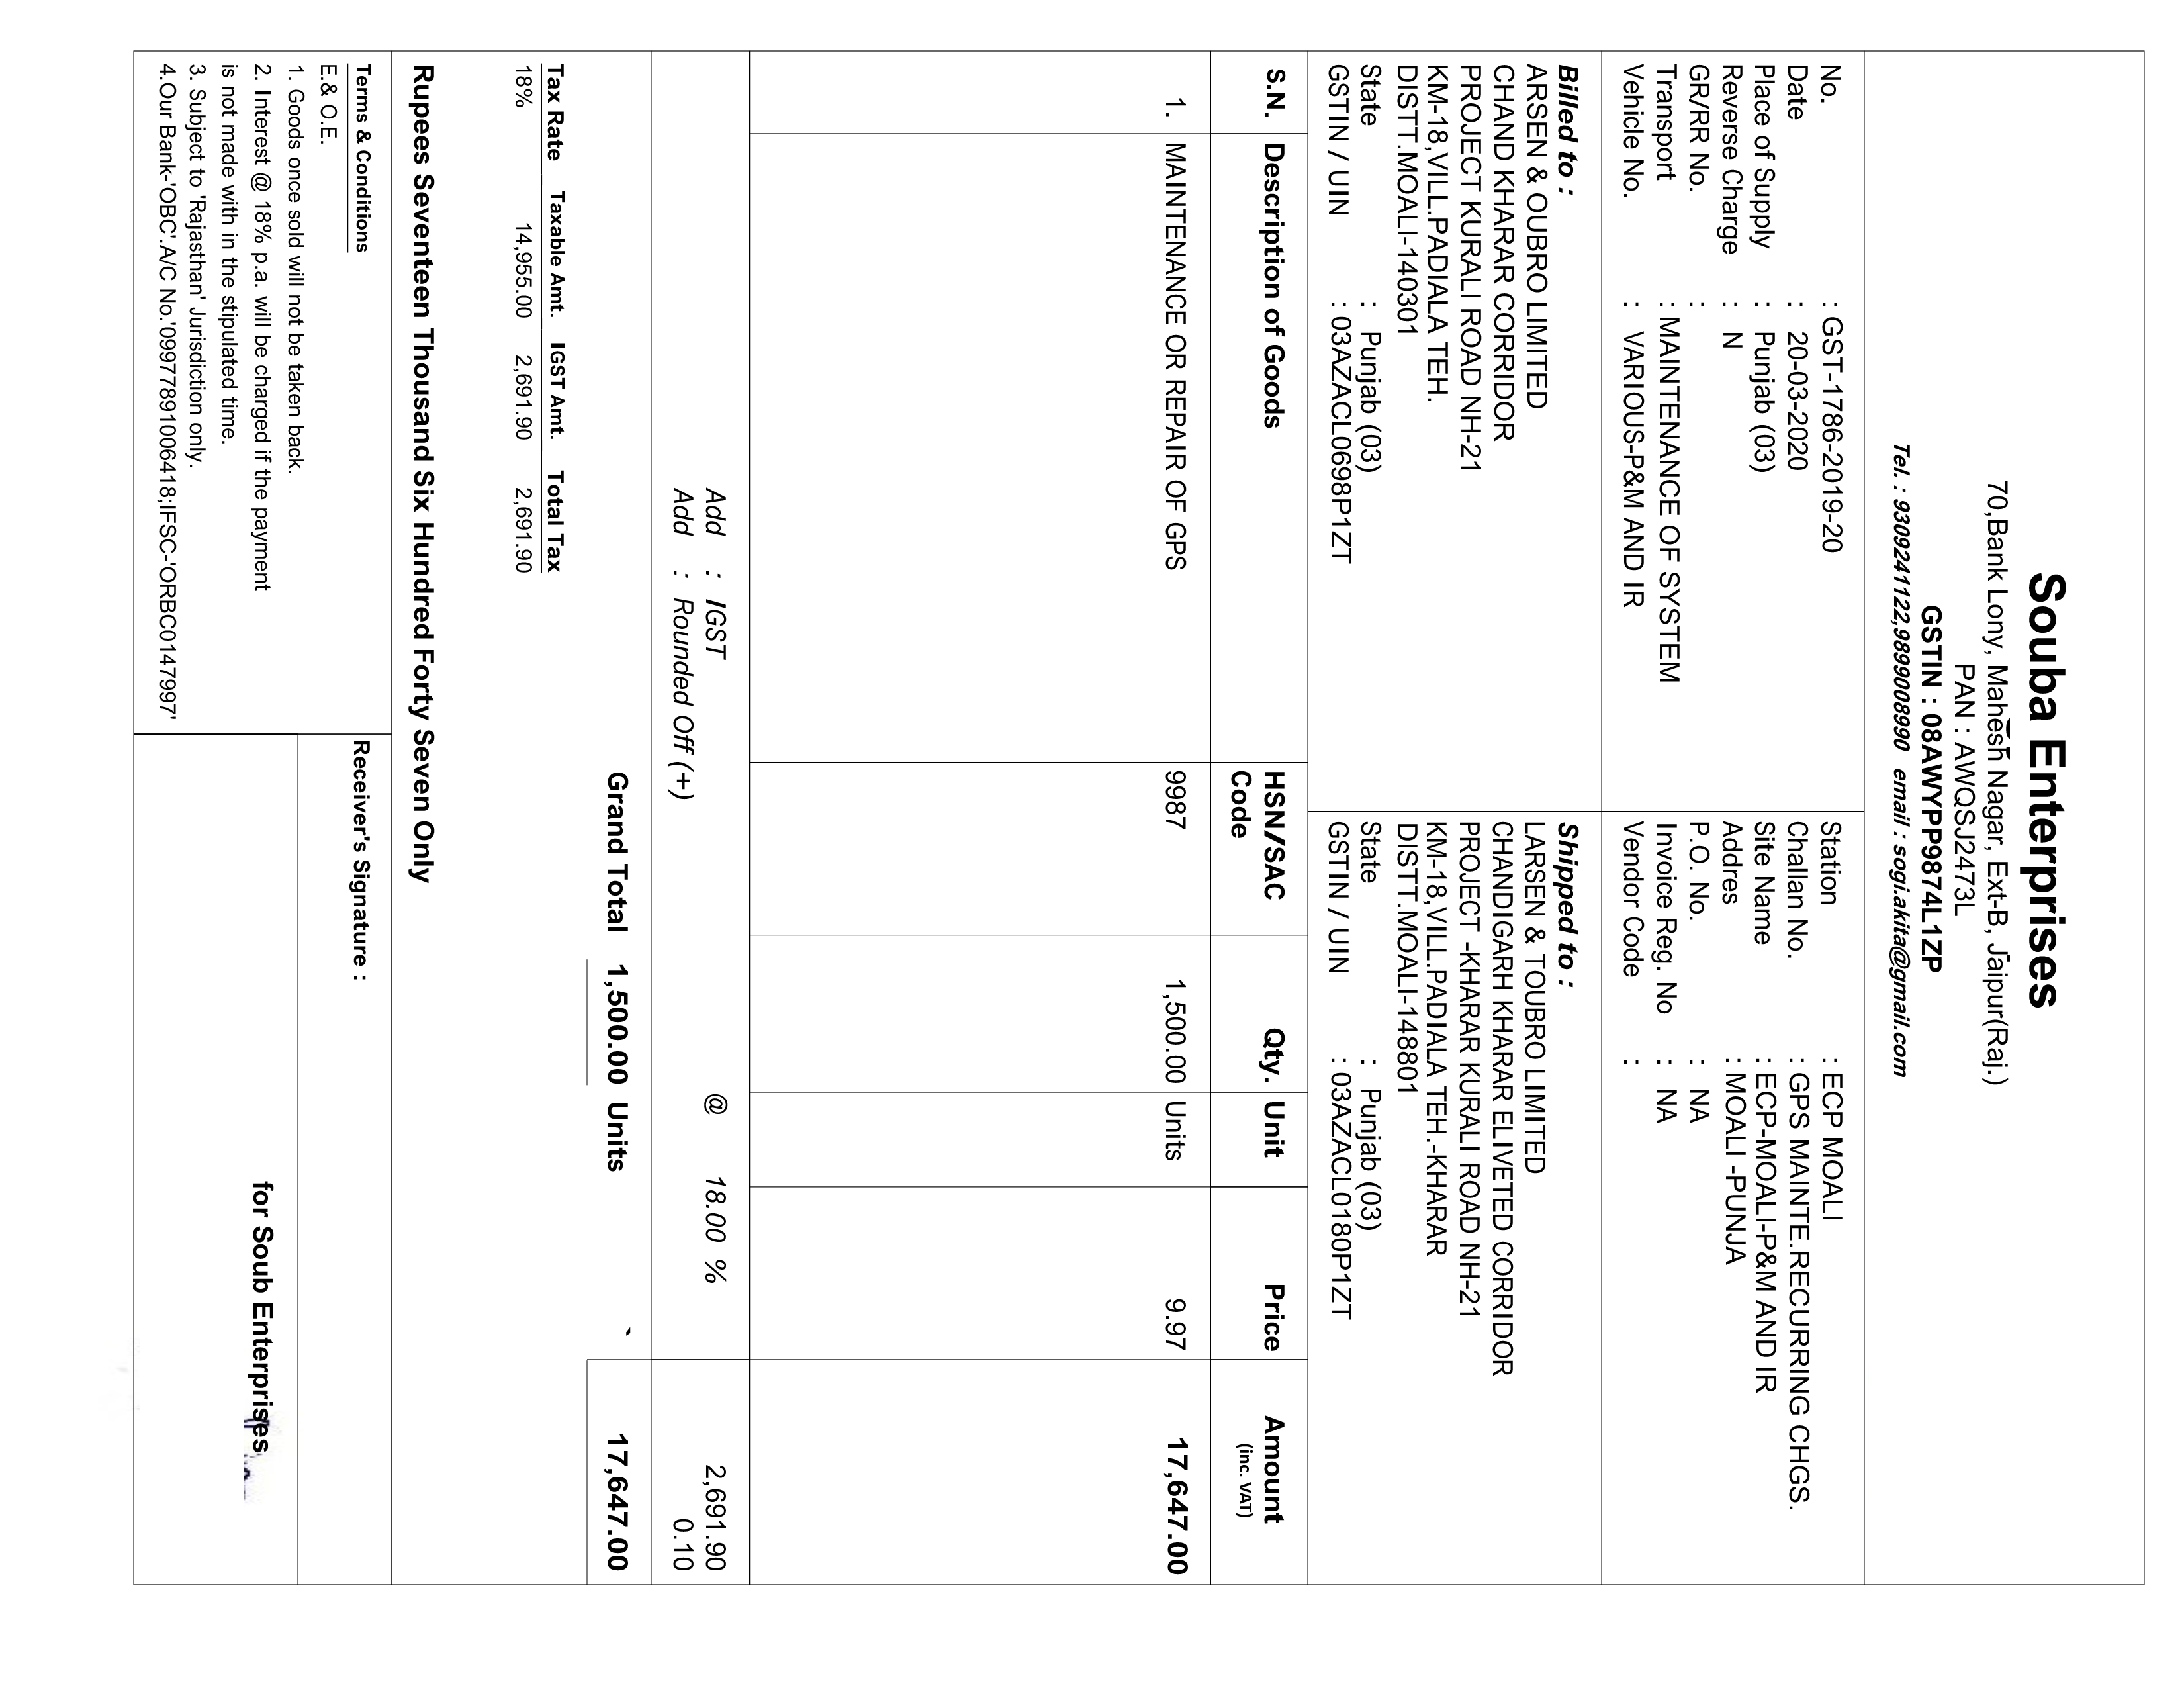 Souba Enterprises
70,Bank Lony, Mahesh Nagar, Ext-B, Jaipur(Raj.)
PAN : AWQSJ2473L
GSTIN : 08AWYPP9874L1ZP
Tel. : 9309241122,9899008990 email : sogi.akita@gmail.com
No. : GST-1786-2019-20
Date : 20-03-2020
Place of Supply : Punjab (03)
Reverse Charge : N
GR/RR No. :
Transport : MAINTENANCE OF SYSTEM
Vehicle No. : VARIOUS-P&M AND IR
Station : ECP MOALI
Challan No. : GPS MAINTE.RECURRING CHGS.
Site Name : ECP-MOALI-P&M AND IR
Addres : MOALI -PUNJA
P.O. No. : NA
Invoice Reg. No : NA
Vendor Code :
Billed to :
ARSEN & OUBRO LIMITED
CHAND KHARAR CORRIDOR
PROJECT KURALI ROAD NH-21
KM-18,VILL.PADIALA TEH.
DISTT.MOALI-140301
State : Punjab (03)
GSTIN / UIN : 03AZACL0698P1ZT
Shipped to :
LARSEN & TOUBRO LIMITED
CHANDIGARH KHARAR ELIVETED CORRIDOR
PROJECT -KHARAR KURALI ROAD NH-21
KM-18,VILL.PADIALA TEH.-KHARAR
DISTT.MOALI-148801
State : Punjab (03)
GSTIN / UIN : 03AZACL0180P1ZT
S.N. Description of Goods HSN/SAC Code Qty. Unit Price Amount (inc. VAT)
1. MAINTENANCE OR REPAIR OF GPS 9987 1,500.00 Units 9.97 17,647.00
Add : IGST @ 18.00 % 2,691.90
Add : Rounded Off (+) 0.10
Grand Total 1,500.00 Units ` 17,647.00
Tax Rate Taxable Amt. IGST Amt. Total Tax
18% 14,955.00 2,691.90 2,691.90
Rupees Seventeen Thousand Six Hundred Forty Seven Only
Terms & Conditions
E.& O.E.
1. Goods once sold will not be taken back.
2. Interest @ 18% p.a. will be charged if the payment
is not made with in the stipulated time.
3. Subject to 'Rajasthan' Jurisdiction only.
4.Our Bank-'OBC'.A/C No.'09977891006418;IFSC-'ORBC0147997'
Receiver's Signature :
for Soub Enterprises